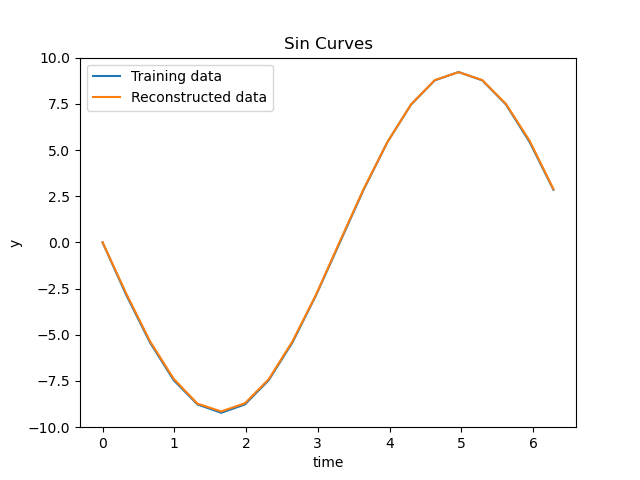 Sin Curves
Training data
Reconstructed data
10.0
7.5
5.0
2.5
0.0
−2.5
−5.0
−7.5
−10.0
y
0 1 2 3 4 5 6
time